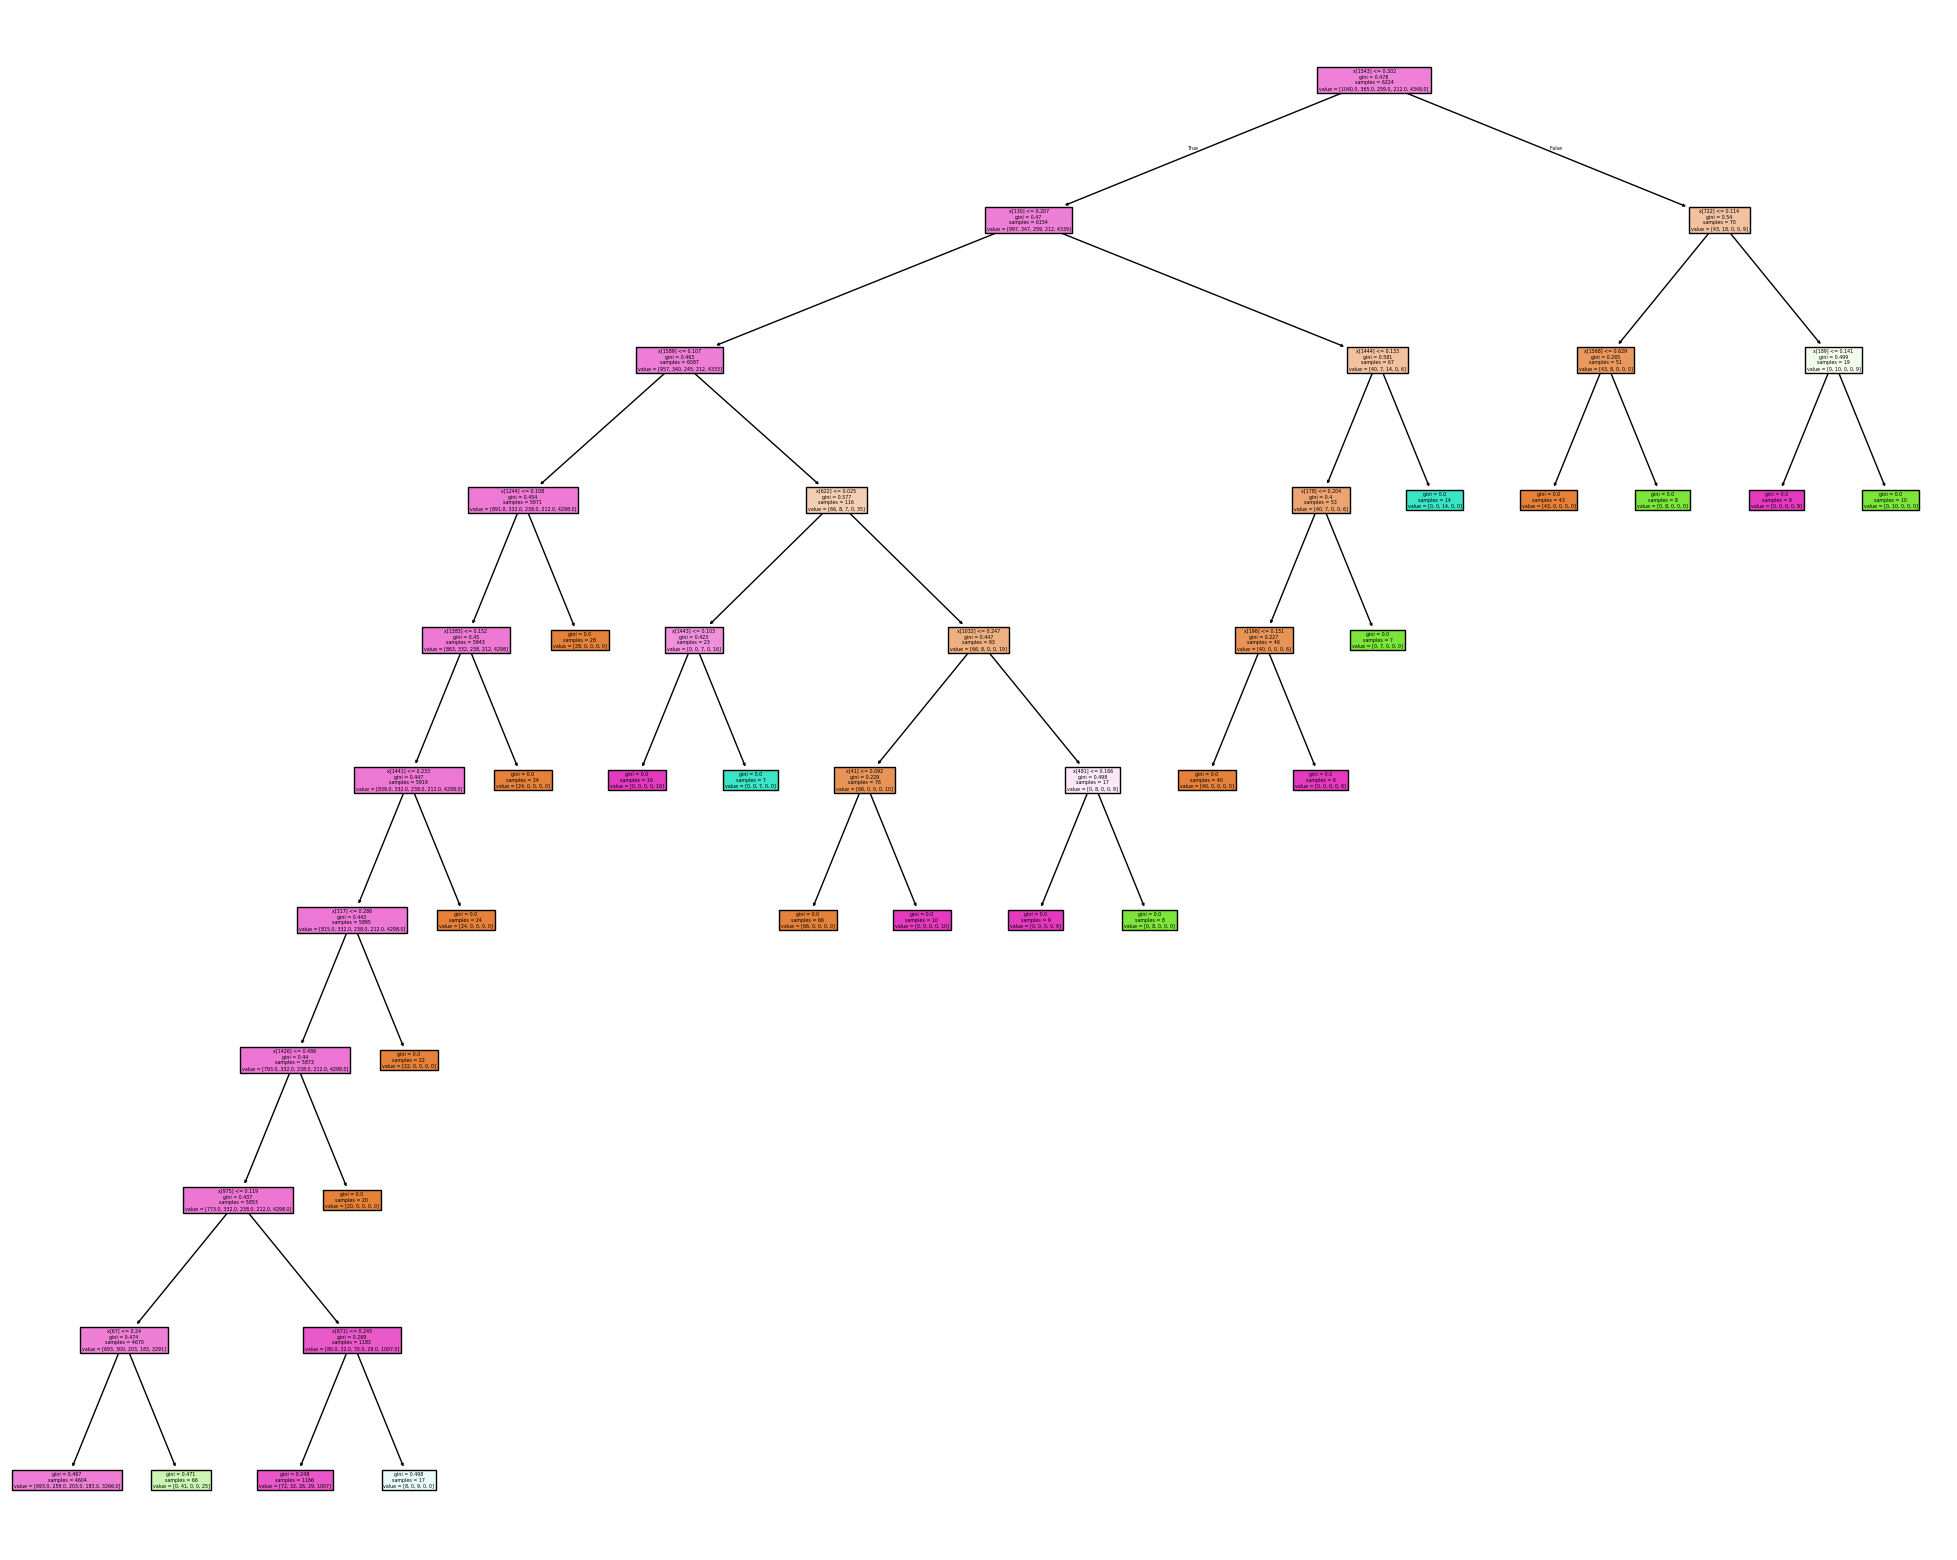 x[1543] <= 0.302
gini = 0.478
samples = 6224
value = [1040.0, 365.0, 259.0, 212.0, 4348.0]
True
False
x[130] <= 0.207
gini = 0.47
samples = 6154
value = [997, 347, 259, 212, 4339]
x[722] <= 0.114
gini = 0.54
samples = 70
value = [43, 18, 0, 0, 9]
x[1589] <= 0.107
gini = 0.463
samples = 6087
value = [957, 340, 245, 212, 4333]
x[1444] <= 0.133
gini = 0.581
samples = 67
value = [40, 7, 14, 0, 6]
x[1568] <= 0.629
gini = 0.265
samples = 51
value = [43, 8, 0, 0, 0]
x[189] <= 0.141
gini = 0.499
samples = 19
value = [0, 10, 0, 0, 9]
x[1244] <= 0.108
gini = 0.454
samples = 5971
value = [891.0, 332.0, 238.0, 212.0, 4298.0]
x[622] <= 0.025
gini = 0.577
samples = 116
value = [66, 8, 7, 0, 35]
x[178] <= 0.204
gini = 0.4
samples = 53
value = [40, 7, 0, 0, 6]
gini = 0.0
samples = 14
value = [0, 0, 14, 0, 0]
gini = 0.0
samples = 43
value = [43, 0, 0, 0, 0]
gini = 0.0
samples = 8
value = [0, 8, 0, 0, 0]
gini = 0.0
samples = 9
value = [0, 0, 0, 0, 9]
gini = 0.0
samples = 10
value = [0, 10, 0, 0, 0]
x[1383] <= 0.152
gini = 0.45
samples = 5943
value = [863, 332, 238, 212, 4298]
gini = 0.0
samples = 28
value = [28, 0, 0, 0, 0]
x[1443] <= 0.103
gini = 0.423
samples = 23
value = [0, 0, 7, 0, 16]
x[1032] <= 0.247
gini = 0.447
samples = 93
value = [66, 8, 0, 0, 19]
x[196] <= 0.151
gini = 0.227
samples = 46
value = [40, 0, 0, 0, 6]
gini = 0.0
samples = 7
value = [0, 7, 0, 0, 0]
x[1441] <= 0.233
gini = 0.447
samples = 5919
value = [839.0, 332.0, 238.0, 212.0, 4298.0]
gini = 0.0
samples = 24
value = [24, 0, 0, 0, 0]
gini = 0.0
samples = 16
value = [0, 0, 0, 0, 16]
gini = 0.0
samples = 7
value = [0, 0, 7, 0, 0]
x[41] <= 0.092
gini = 0.229
samples = 76
value = [66, 0, 0, 0, 10]
x[481] <= 0.166
gini = 0.498
samples = 17
value = [0, 8, 0, 0, 9]
gini = 0.0
samples = 40
value = [40, 0, 0, 0, 0]
gini = 0.0
samples = 6
value = [0, 0, 0, 0, 6]
x[317] <= 0.286
gini = 0.443
samples = 5895
value = [815.0, 332.0, 238.0, 212.0, 4298.0]
gini = 0.0
samples = 24
value = [24, 0, 0, 0, 0]
gini = 0.0
samples = 66
value = [66, 0, 0, 0, 0]
gini = 0.0
samples = 10
value = [0, 0, 0, 0, 10]
gini = 0.0
samples = 9
value = [0, 0, 0, 0, 9]
gini = 0.0
samples = 8
value = [0, 8, 0, 0, 0]
x[1426] <= 0.486
gini = 0.44
samples = 5873
value = [793.0, 332.0, 238.0, 212.0, 4298.0]
gini = 0.0
samples = 22
value = [22, 0, 0, 0, 0]
x[975] <= 0.119
gini = 0.437
samples = 5853
value = [773.0, 332.0, 238.0, 212.0, 4298.0]
gini = 0.0
samples = 20
value = [20, 0, 0, 0, 0]
x[67] <= 0.24
gini = 0.474
samples = 4670
value = [693, 300, 203, 183, 3291]
x[671] <= 0.245
gini = 0.269
samples = 1183
value = [80.0, 32.0, 35.0, 29.0, 1007.0]
gini = 0.467
samples = 4604
value = [693.0, 259.0, 203.0, 183.0, 3266.0]
gini = 0.471
samples = 66
value = [0, 41, 0, 0, 25]
gini = 0.248
samples = 1166
value = [72, 32, 26, 29, 1007]
gini = 0.498
samples = 17
value = [8, 0, 9, 0, 0]